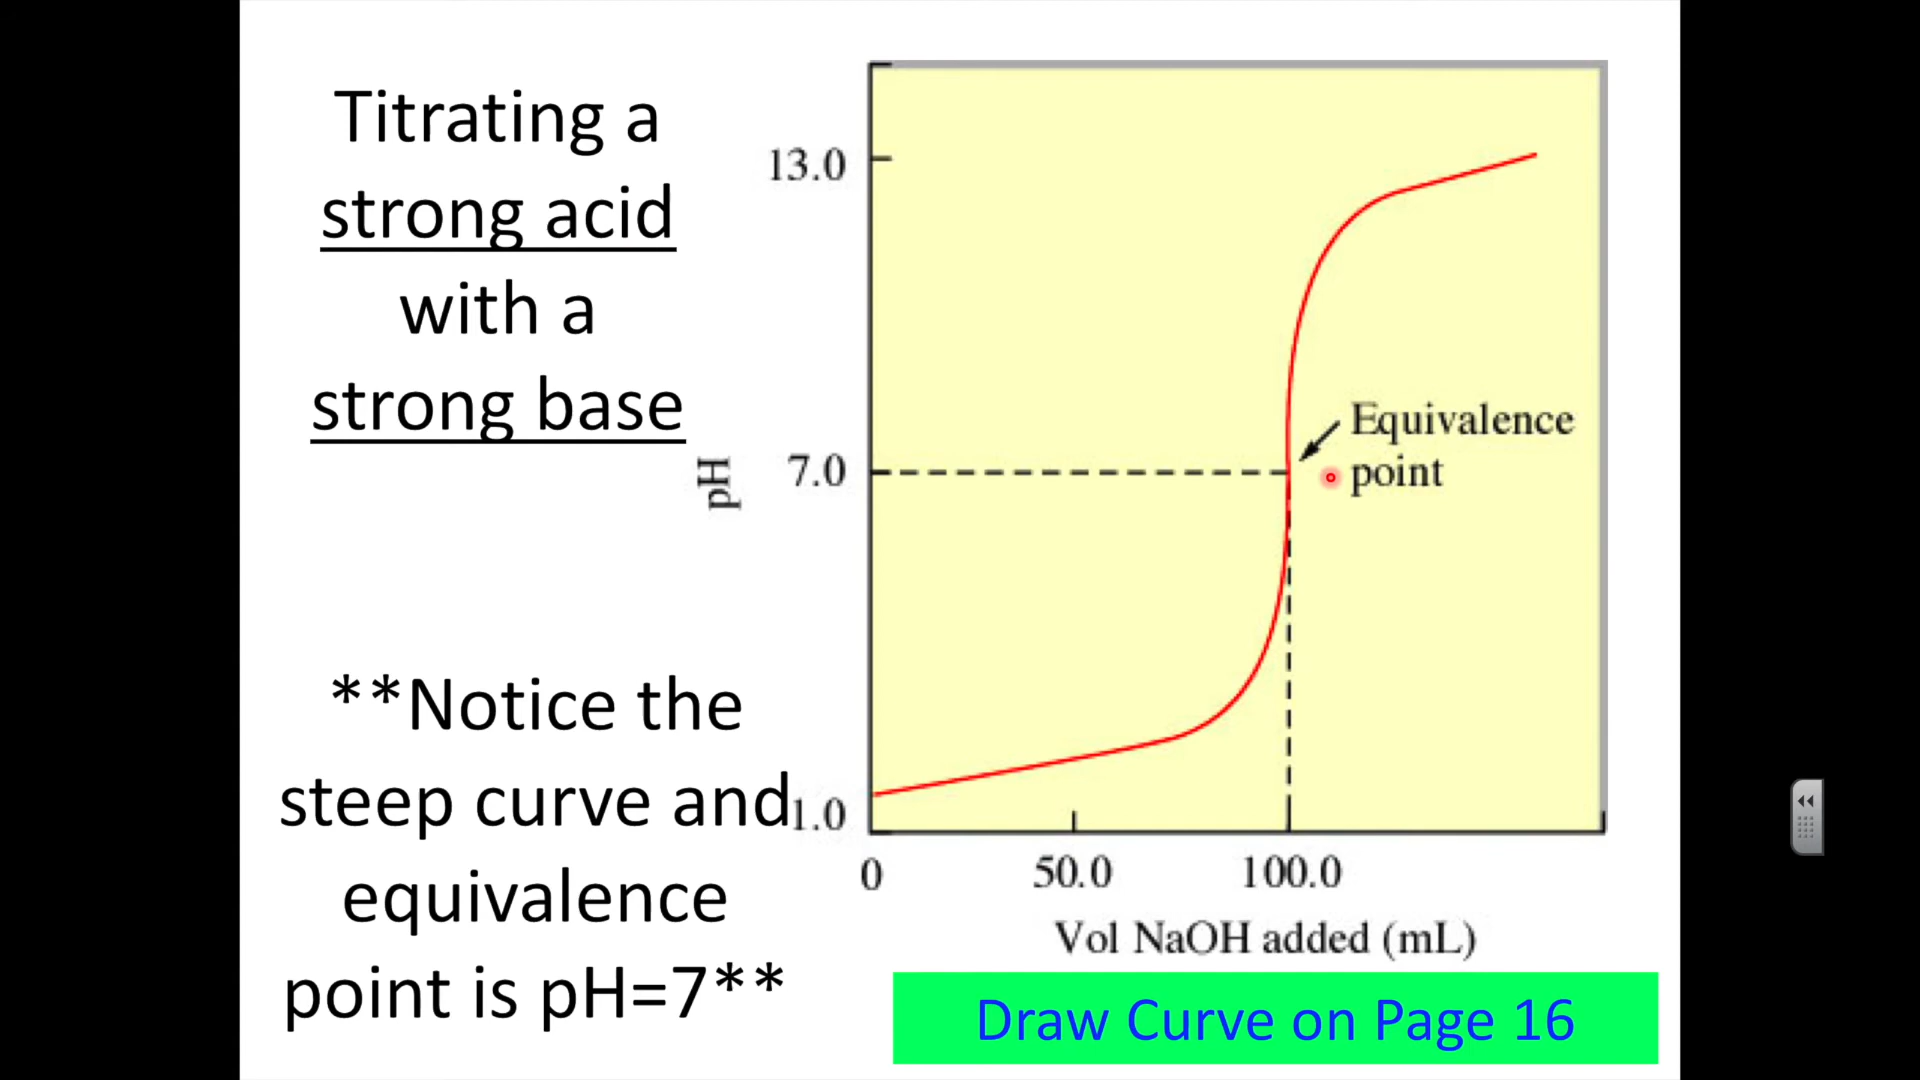 Titrating a
strong acid
with a
strong base
**Notice the
steep curve and
equivalence
point is pH=7**
13.0
7.0
1.0
pH
Equivalence
point
0
50.0
100.0
Vol NaOH added (mL)
Draw Curve on Page 16